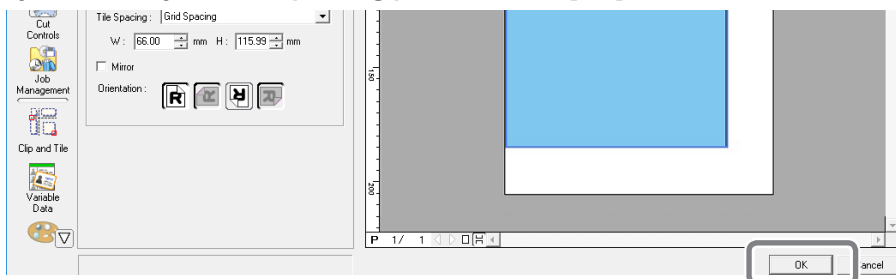 Cut
Controls
Job
Management
Clip and Tile
Variable
Data
Tile Spacing : Grid Spacing
W : 66.00 mm H : 115.99 mm
Mirror
Orientation :
R R R R
150
200
P 1/ 1
OK
ancel